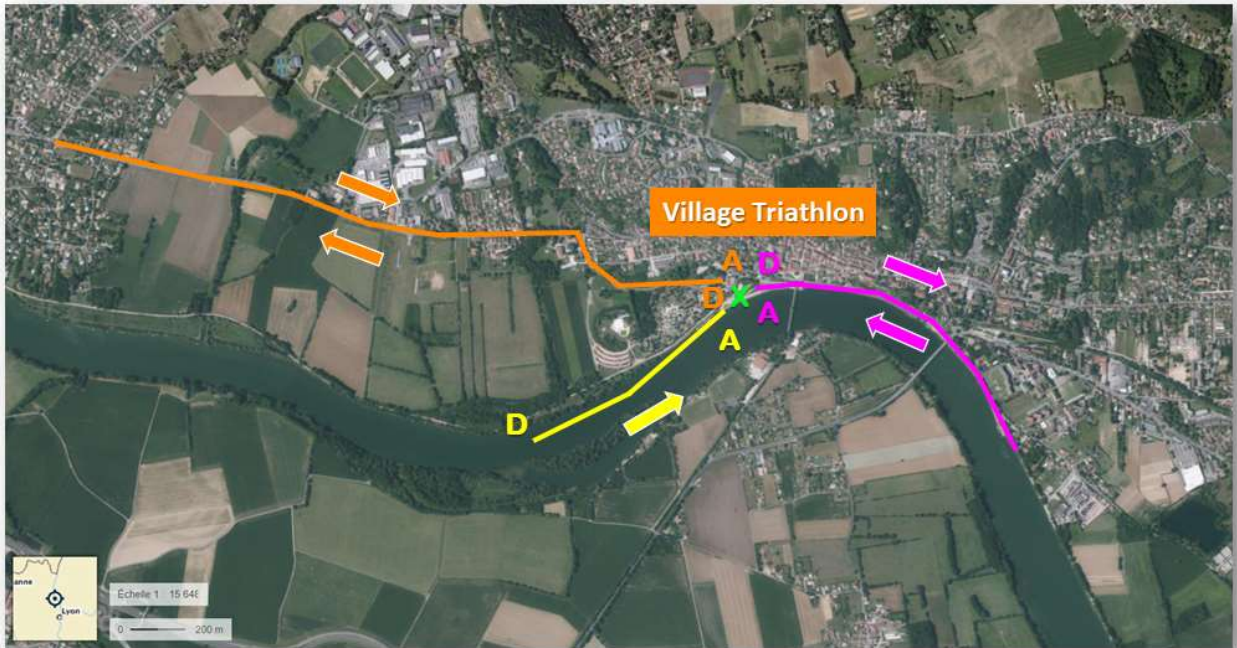 Village Triathlon
A
D
D
X
A
A
D
anne
Lyon
Échelle 1 : 15 648
0
200 m